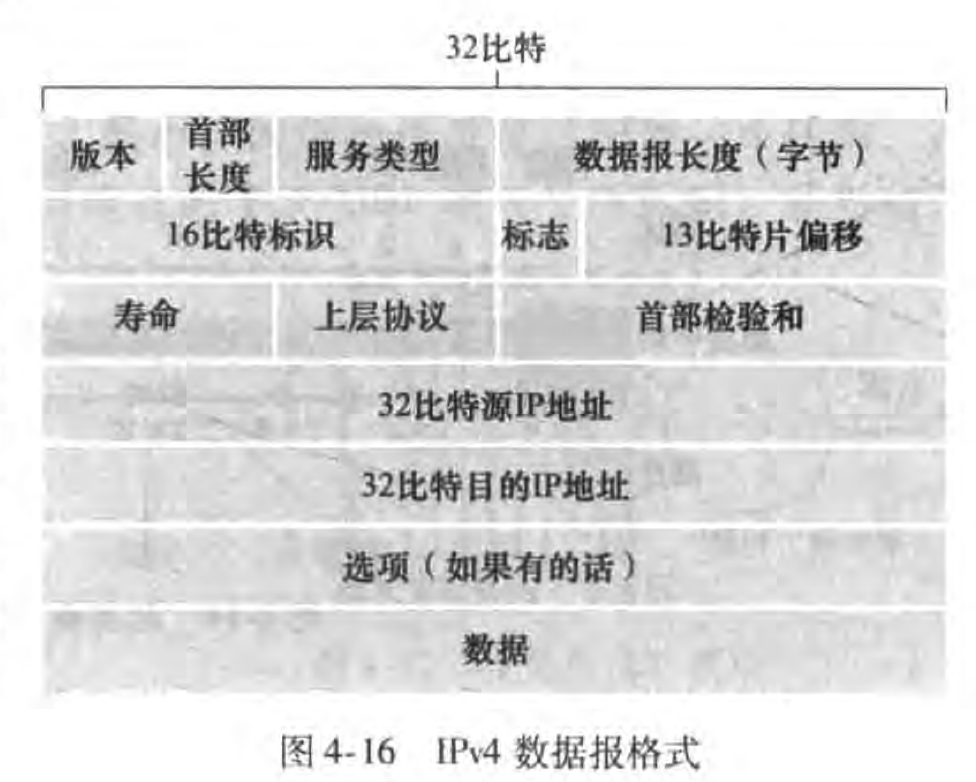 32比特
版本
首部
长度
服务类型
数据报长度(字节)
16比特标识
标志
13比特片偏移
寿命
上层协议
首部检验和
32比特源IP地址
32比特目的IP地址
选项(如果有的话)
数据
图 4-16 IPv4 数据报格式